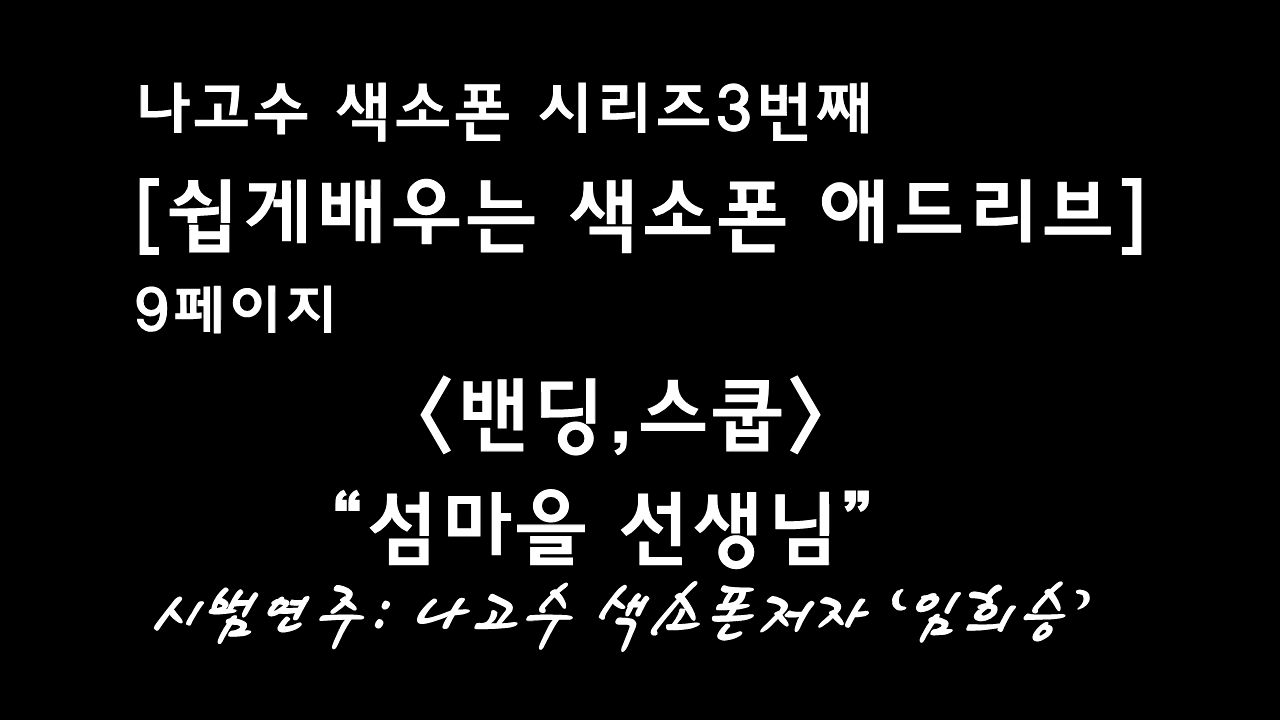 나고수 색소폰 시리즈3번째
[쉽게배우는 색소폰 애드리브]
9페이지
<밴딩,스쿱>
“섬마을 선생님”
시범연주: 나고수 색소폰저자 ‘임희승’